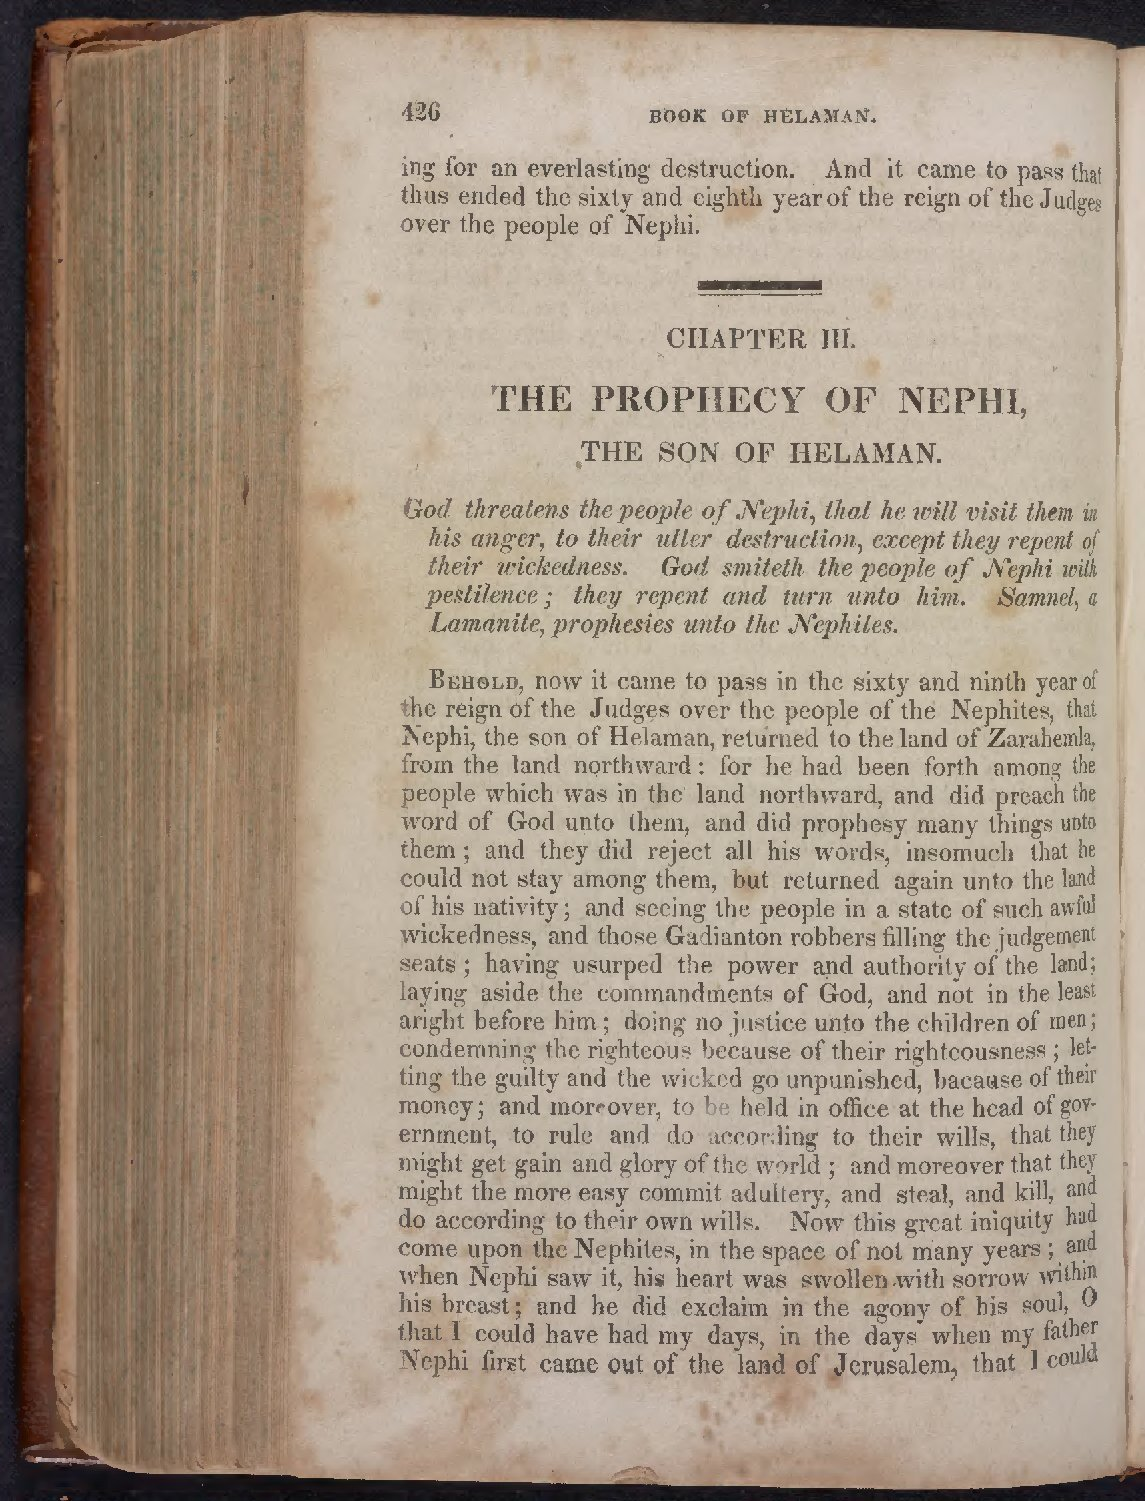 426 BOOK OF HELAMAN.
ing for an everlasting destruction. And it came to pass that
thus ended the sixty and eighth year of the reign of the Judges
over the people of Nephi.
CHAPTER III.
THE PROPHECY OF NEPHI,
THE SON OF HELAMAN.
God threatens the people of Nephi, that he will visit them in
his anger, to their utter destruction, except they repent of
their wickedness. God smiteth the people of Nephi with
pestilence; they repent and turn unto him. Samnel, a
Lamanite, prophesies unto the Nephites.
BEHOLD, now it came to pass in the sixty and ninth year of
the reign of the Judges over the people of the Nephites, that
Nephi, the son of Helaman, returned to the land of Zarahemla,
from the land northward: for he had been forth among the
people which was in the land northward, and did preach the
word of God unto them, and did prophesy many things unto
them; and they did reject all his words, insomuch that he
could not stay among them, but returned again unto the land
of his nativity; and seeing the people in a state of such awful
wickedness, and those Gadianton robbers filling the judgement
seats; having usurped the power and authority of the land;
laying aside the commandments of God, and not in the least
aright before him; doing no justice unto the children of men;
condemning the righteous because of their righteousness; let-
ting the guilty and the wicked go unpunished, bacause of their
money; and moreover, to be held in office at the head of gov-
ernment, to rule and do according to their wills, that they
might get gain and glory of the world; and moreover that they
might the more easy commit adultery, and steal, and kill, and
do according to their own wills. Now this great iniquity had
come upon the Nephites, in the space of not many years; and
when Nephi saw it, his heart was swollen with sorrow within
his breast; and he did exclaim in the agony of his soul, O
that I could have had my days, in the days when my father
Nephi first came out of the land of Jerusalem, that I could